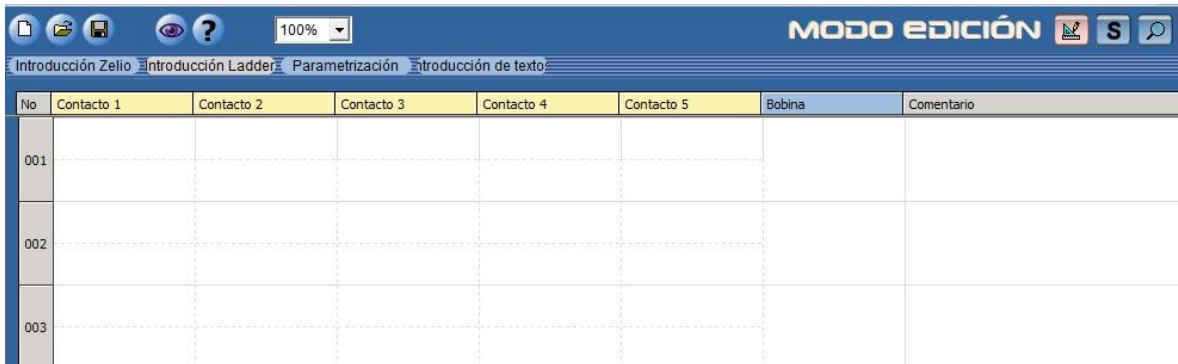 ? 100% MODO EDICIÓN S
Introducción Zelio Introducción Ladder Parametrización ntroducción de texto
No Contacto 1 Contacto 2 Contacto 3 Contacto 4 Contacto 5 Bobina Comentario
001
002
003